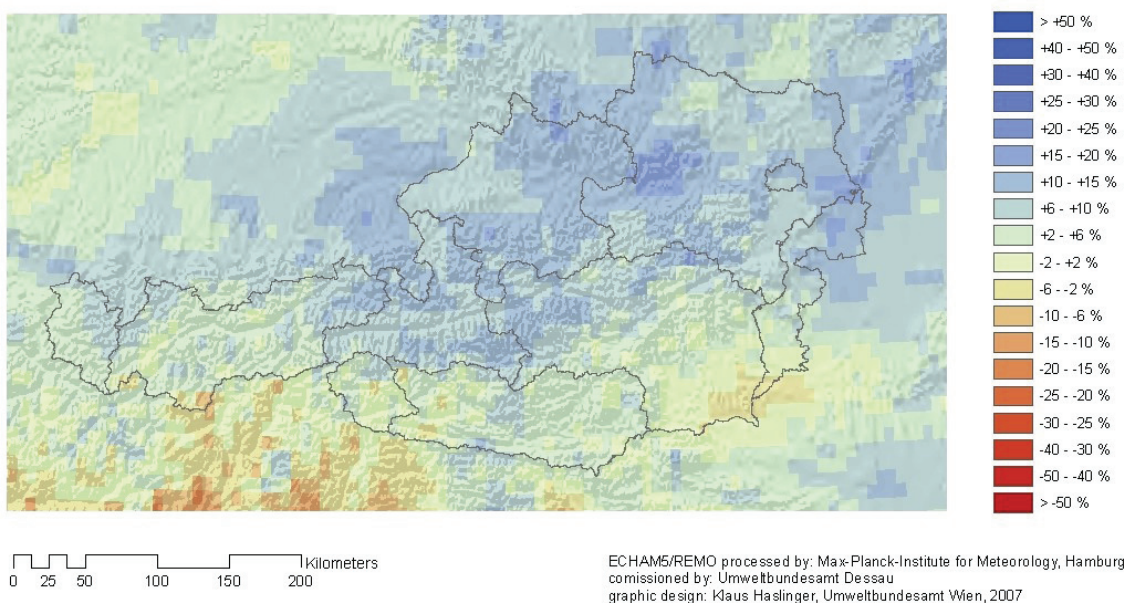 > +50 %
+40 - +50 %
+30 - +40 %
+25 - +30 %
+20 - +25 %
+15 - +20 %
+10 - +15 %
+6 - +10 %
+2 - +6 %
-2 - +2 %
-6 - -2 %
-10 - -6 %
-15 - -10 %
-20 - -15 %
-25 - -20 %
-30 - -25 %
-40 - -30 %
-50 - -40 %
> -50 %
Kilometers
0 25 50 100 150 200
ECHAM5/REMO processed by: Max-Planck-Institute for Meteorology, Hamburg
comissioned by: Umweltbundesamt Dessau
graphic design: Klaus Haslinger, Umweltbundesamt Wien, 2007